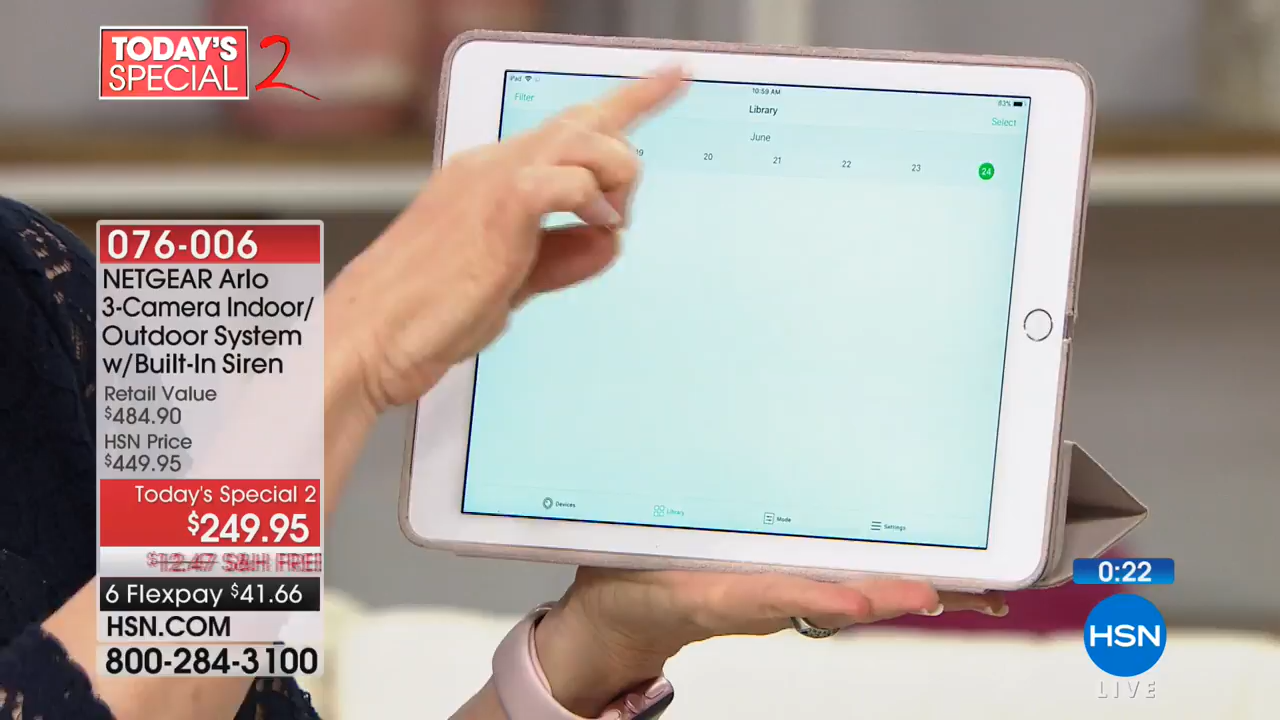 TODAY'S
SPECIAL 2
iPad
10:59 AM
83%
Filter
Library
Select
June
19 20 21 22 23 24
Devices Library Mode Settings
076-006
NETGEAR Arlo
3-Camera Indoor/
Outdoor System
w/Built-In Siren
Retail Value
$484.90
HSN Price
$449.95
Today's Special 2
$249.95
$12.47 S&H FREE
6 Flexpay $41.66
HSN.COM
800-284-3100
0:22
HSN
LIVE